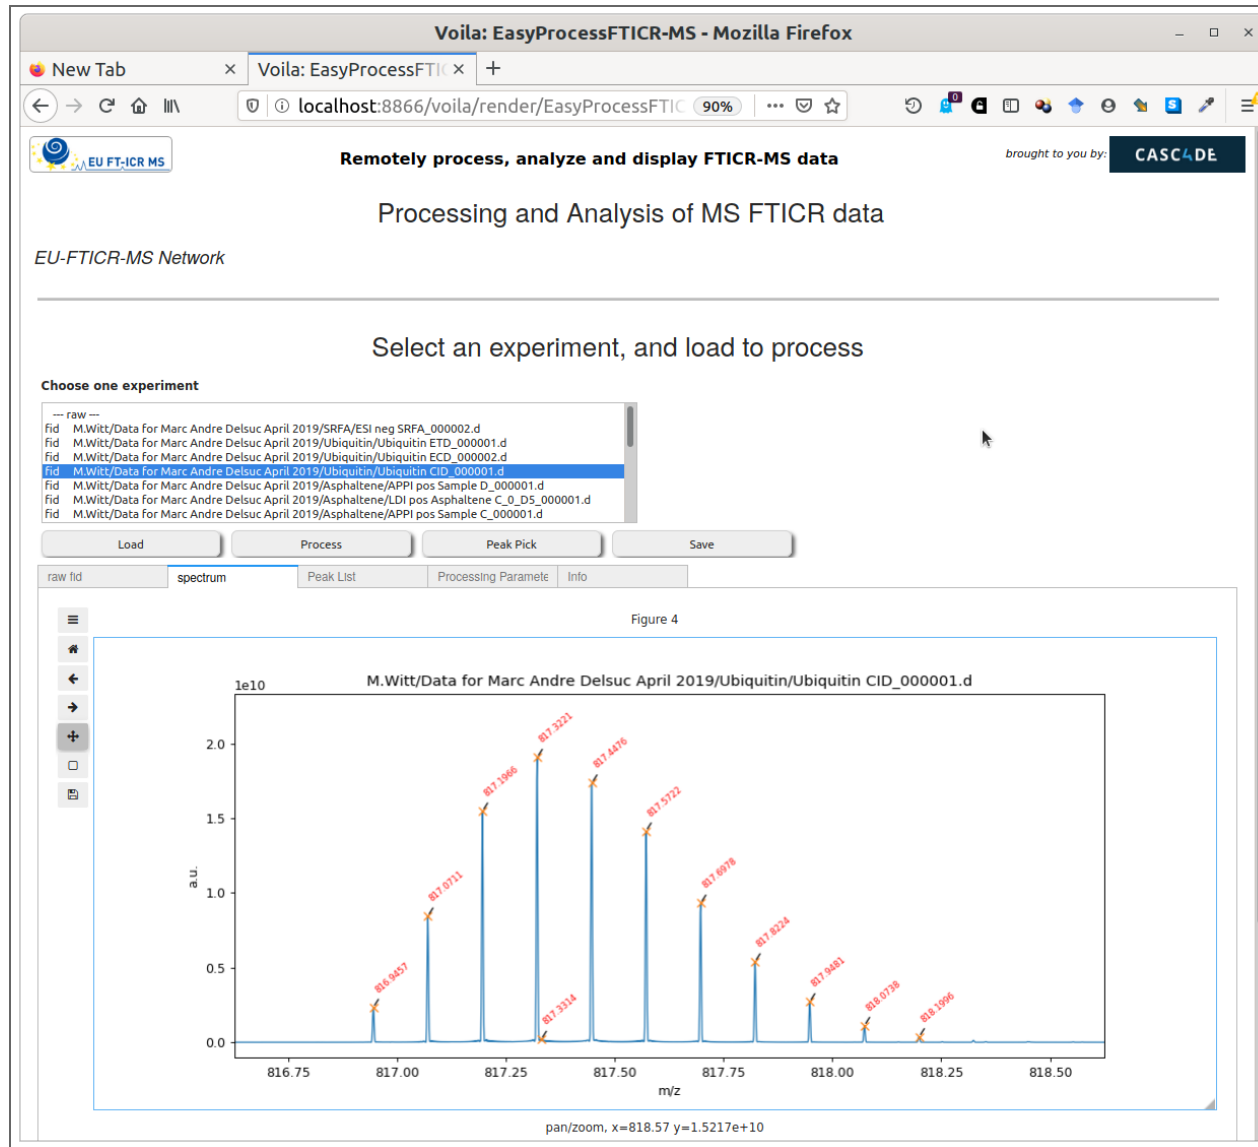 Voila: EasyProcessFTICR-MS - Mozilla Firefox
New Tab
Voila: EasyProcessFTIC
localhost:8866/voila/render/EasyProcessFTIC 90%
0
EU FT-ICR MS
Remotely process, analyze and display FTICR-MS data
brought to you by:
CASC4DE
Processing and Analysis of MS FTICR data
EU-FTICR-MS Network
Select an experiment, and load to process
Choose one experiment
--- raw ---
fid M.Witt/Data for Marc Andre Delsuc April 2019/SRFA/ESI neg SRFA_000002.d
fid M.Witt/Data for Marc Andre Delsuc April 2019/Ubiquitin/Ubiquitin ETD_000001.d
fid M.Witt/Data for Marc Andre Delsuc April 2019/Ubiquitin/Ubiquitin ECD_000002.d
fid M.Witt/Data for Marc Andre Delsuc April 2019/Ubiquitin/Ubiquitin CID_000001.d
fid M.Witt/Data for Marc Andre Delsuc April 2019/Asphaltene/APPI pos Sample D_000001.d
fid M.Witt/Data for Marc Andre Delsuc April 2019/Asphaltene/LDI pos Asphaltene C_0_D5_000001.d
fid M.Witt/Data for Marc Andre Delsuc April 2019/Asphaltene/APPI pos Sample C_000001.d
Load Process Peak Pick Save
raw fid spectrum Peak List Processing Paramete Info
Figure 4
1e10
M.Witt/Data for Marc Andre Delsuc April 2019/Ubiquitin/Ubiquitin CID_000001.d
817.3221
2.0
817.4476
817.1966
817.5722
1.5
a.u.
817.0711
1.0
817.6978
817.8224
0.5
816.9457
817.9481
818.0738
817.3314
818.1996
0.0
816.75 817.00 817.25 817.50 817.75 818.00 818.25 818.50
m/z
pan/zoom, x=818.57 y=1.5217e+10